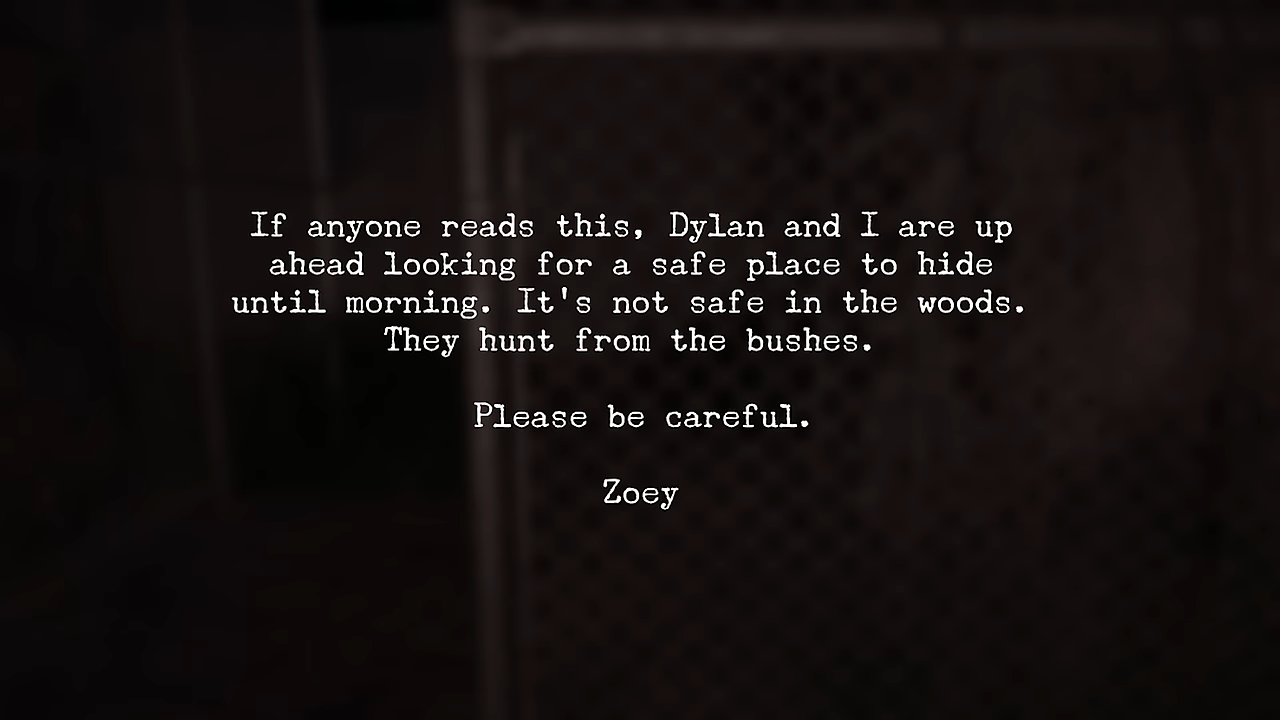 If anyone reads this, Dylan and I are up
ahead looking for a safe place to hide
until morning. It's not safe in the woods.
They hunt from the bushes.
Please be careful.
Zoey